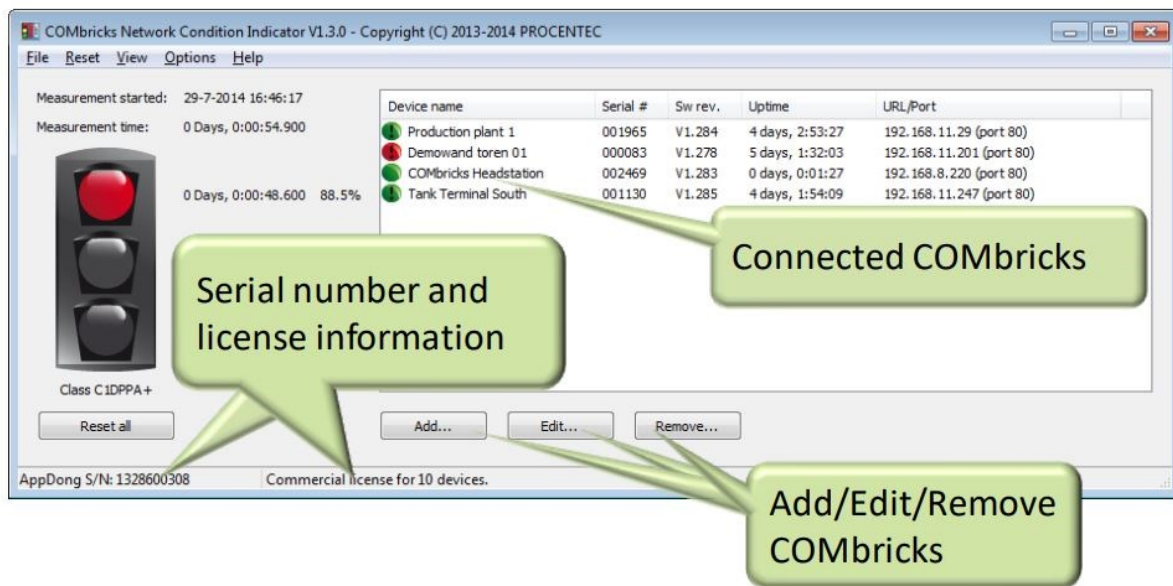 COMbricks Network Condition Indicator V1.3.0 - Copyright (C) 2013-2014 PROCENTEC
File Reset View Options Help
Measurement started: 29-7-2014 16:46:17
Measurement time: 0 Days, 0:00:54.900
0 Days, 0:00:48.600 88.5%
Class C1DPPA+
Reset all
Device name Serial # Sw rev. Uptime URL/Port
Production plant 1 001965 V1.284 4 days, 2:53:27 192.168.11.29 (port 80)
Demowand toren 01 000083 V1.278 5 days, 1:32:03 192.168.11.201 (port 80)
COMbricks Headstation 002469 V1.283 0 days, 0:01:27 192.168.8.220 (port 80)
Tank Terminal South 001130 V1.285 4 days, 1:54:09 192.168.11.247 (port 80)
Connected COMbricks
Serial number and
license information
Add... Edit... Remove...
AppDong S/N: 1328600308 Commercial license for 10 devices.
Add/Edit/Remove
COMbricks